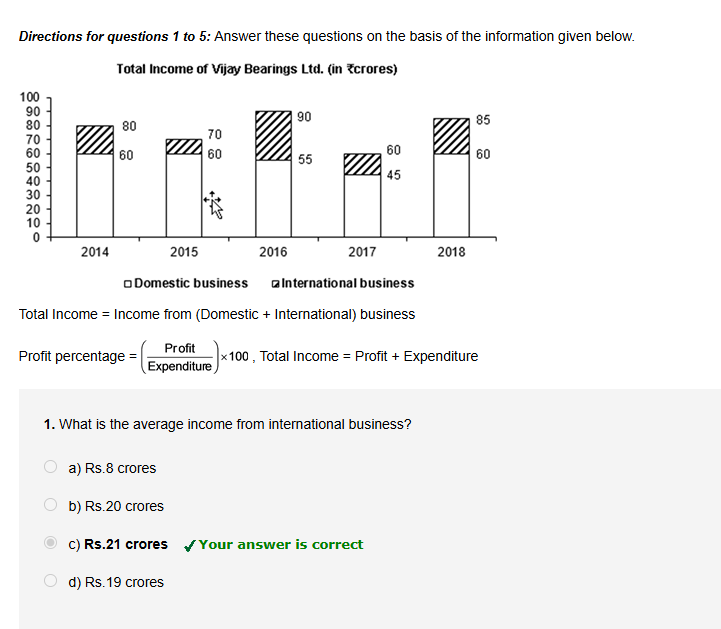 Directions for questions 1 to 5: Answer these questions on the basis of the information given below.
Total Income of Vijay Bearings Ltd. (in ₹crores)
100
90
80
70
60
50
40
30
20
10
0
80
60
70
60
90
55
60
45
85
60
2014 2015 2016 2017 2018
Domestic business International business
Total Income = Income from (Domestic + International) business
Profit percentage = (Profit / Expenditure) × 100 , Total Income = Profit + Expenditure
1. What is the average income from international business?
a) Rs.8 crores
b) Rs.20 crores
c) Rs.21 crores ✓Your answer is correct
d) Rs.19 crores